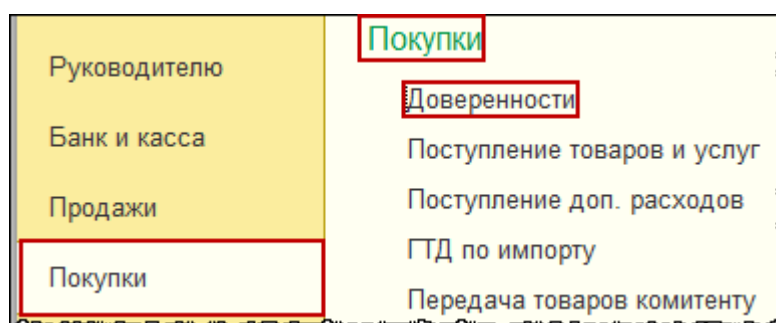 Руководителю
Банк и касса
Продажи
Покупки
Покупки
Доверенности
Поступление товаров и услуг
Поступление доп. расходов
ГТД по импорту
Передача товаров комитенту